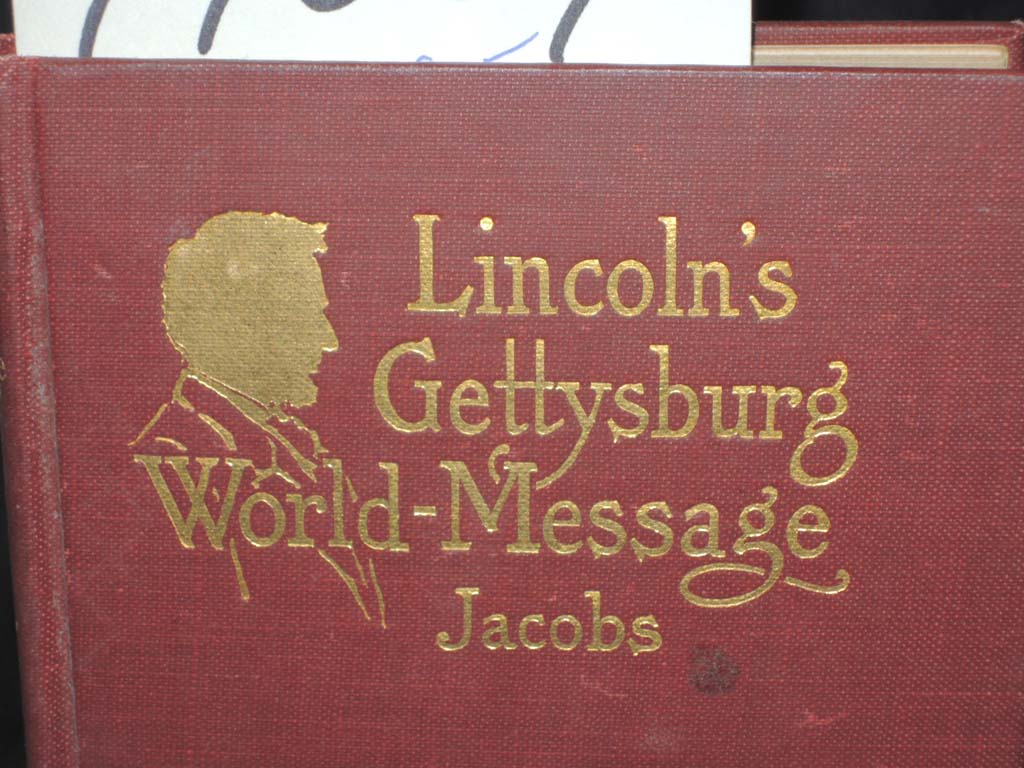 Lincoln's
Gettysburg
World-Message
Jacobs